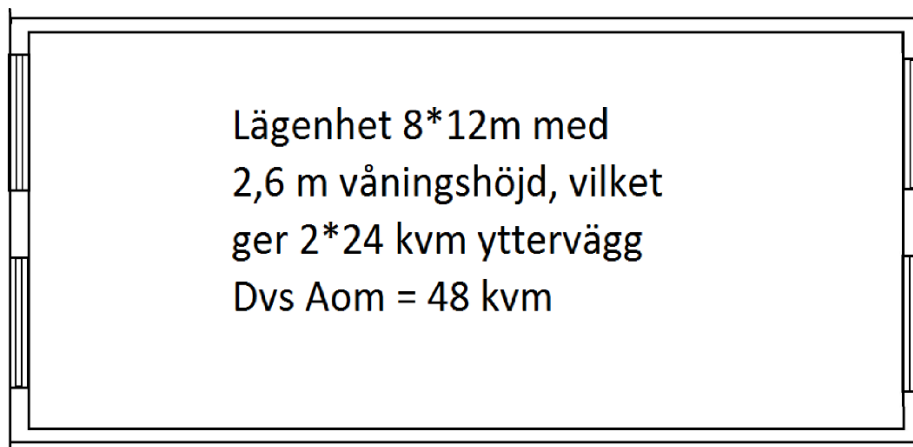 Lägenhet 8*12m med
2,6 m våningshöjd, vilket
ger 2*24 kvm yttervägg
Dvs Aom = 48 kvm